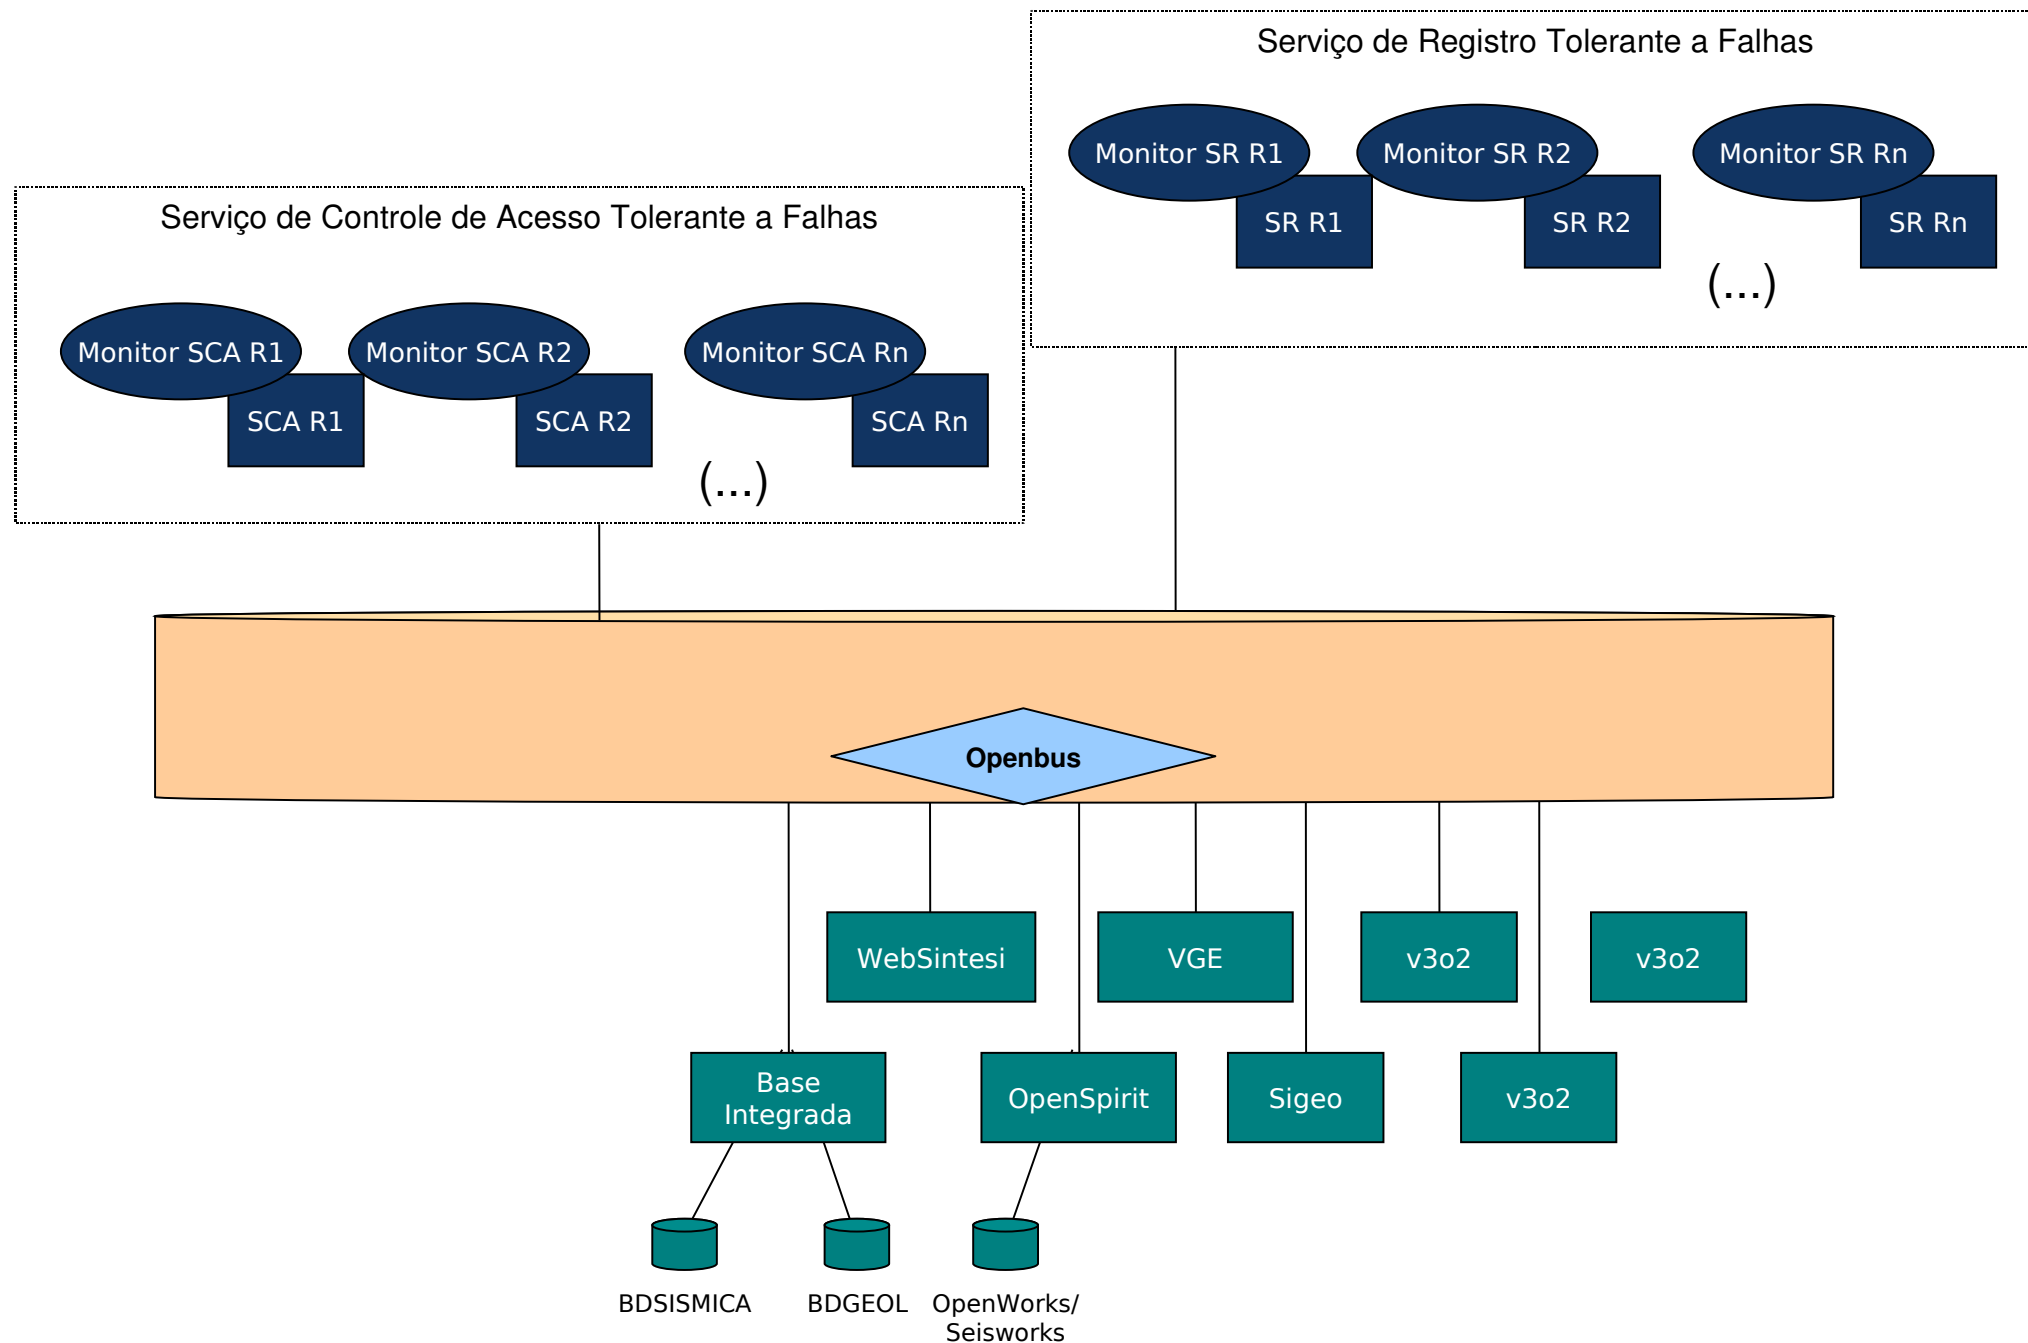 Serviço de Registro Tolerante a Falhas
Monitor SR R1
Monitor SR R2
Monitor SR Rn
SR R1
SR R2
SR Rn
(...)
Serviço de Controle de Acesso Tolerante a Falhas
Monitor SCA R1
Monitor SCA R2
Monitor SCA Rn
SCA R1
SCA R2
SCA Rn
(...)
Openbus
WebSintesi
VGE
v3o2
v3o2
Base
Integrada
OpenSpirit
Sigeo
v3o2
BDSISMICA
BDGEOL
OpenWorks/
Seisworks